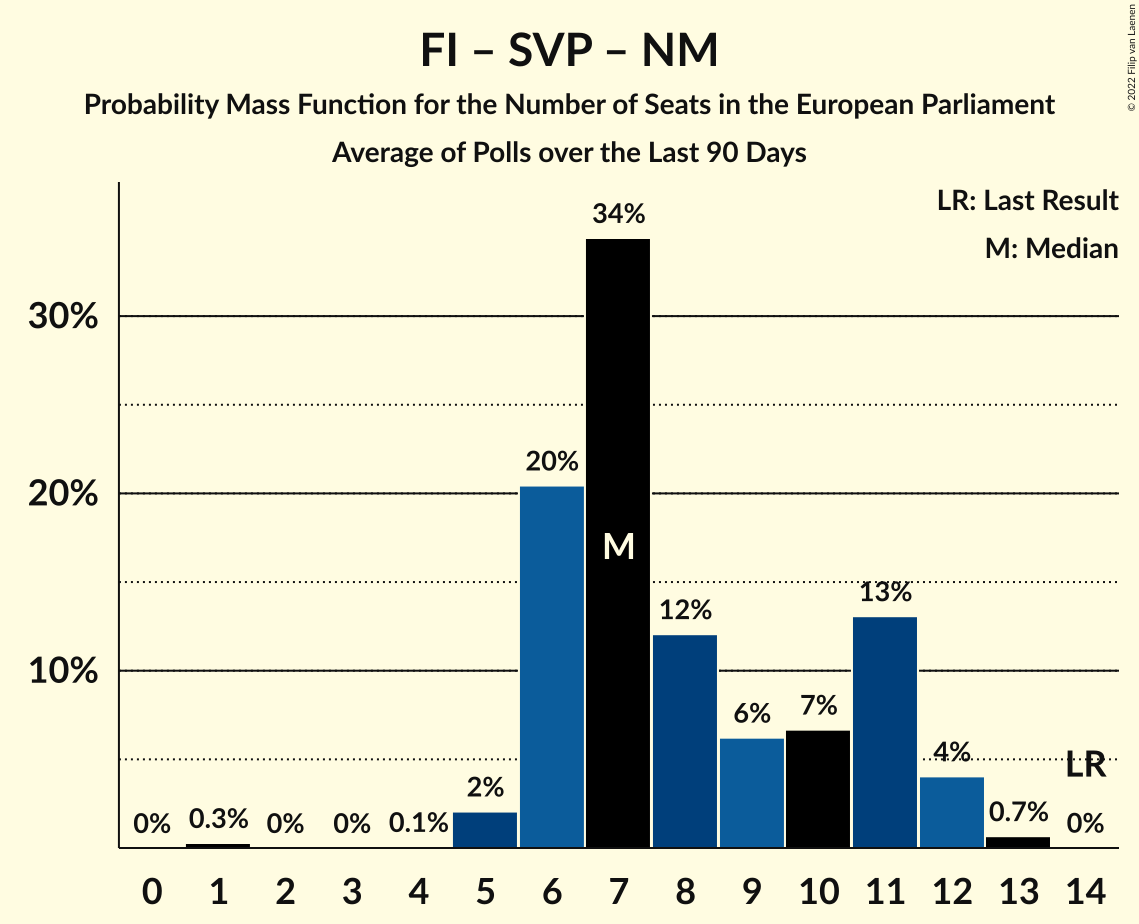 FI – SVP – NM
Probability Mass Function for the Number of Seats in the European Parliament
Average of Polls over the Last 90 Days
© 2022 Filip van Laenen
LR: Last Result
M: Median
30%
20%
10%
0%
0.3%
0%
0%
0.1%
2%
20%
34%
M
12%
6%
7%
13%
4%
0.7%
LR
0%
0 1 2 3 4 5 6 7 8 9 10 11 12 13 14